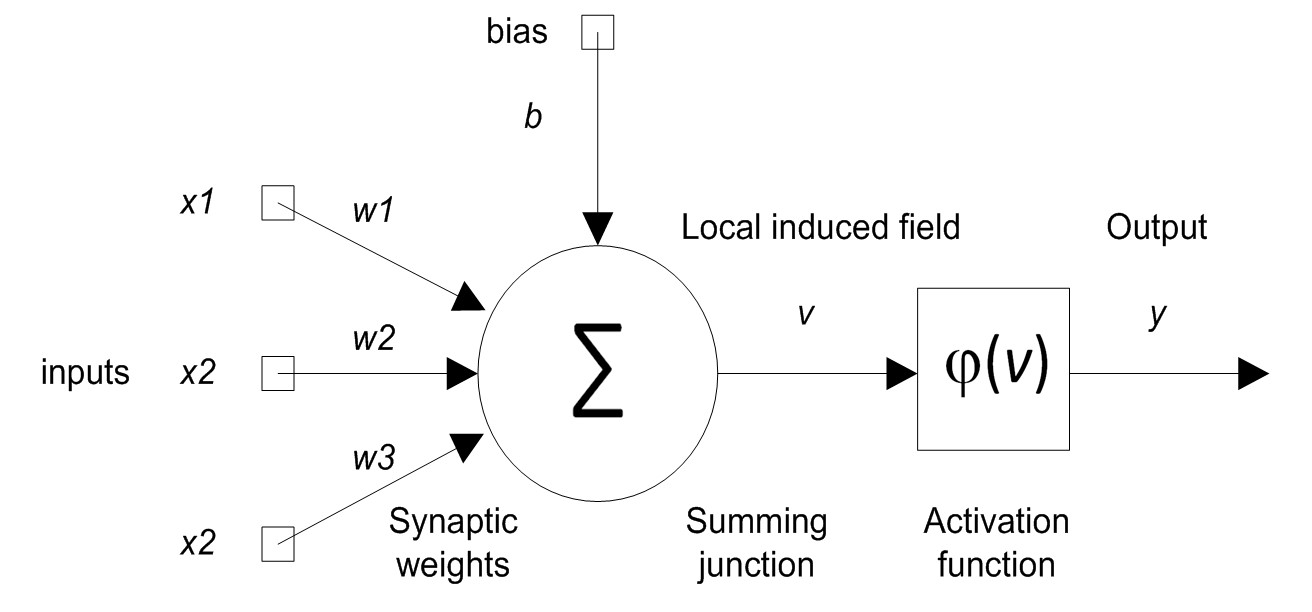 bias
b
x1
w1
Local induced field
Output
w2
v
y
inputs
x2
∑
φ(v)
w3
x2
Synaptic
weights
Summing
junction
Activation
function